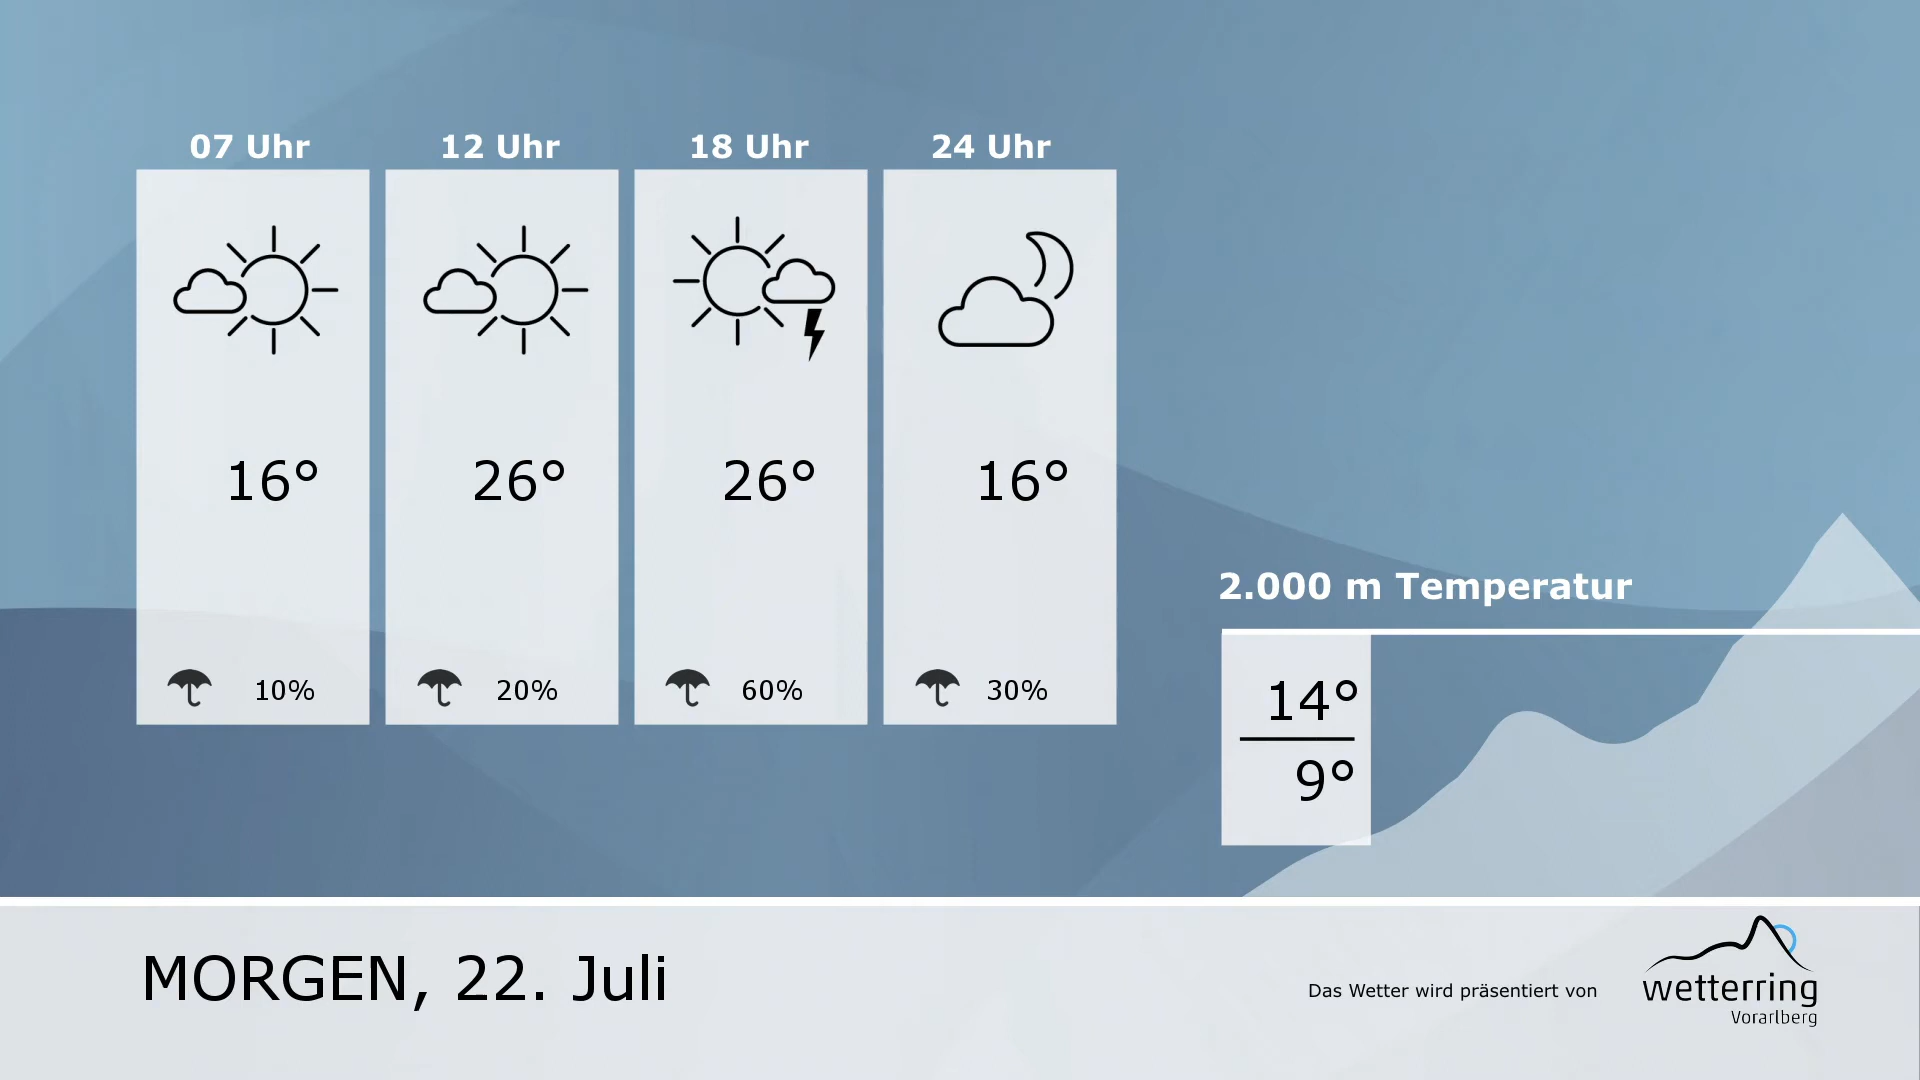 07 Uhr
12 Uhr
18 Uhr
24 Uhr
16°
26°
26°
16°
10%
20%
60%
30%
2.000 m Temperatur
14°
9°
MORGEN, 22. Juli
Das Wetter wird präsentiert von
wetterring
Vorarlberg